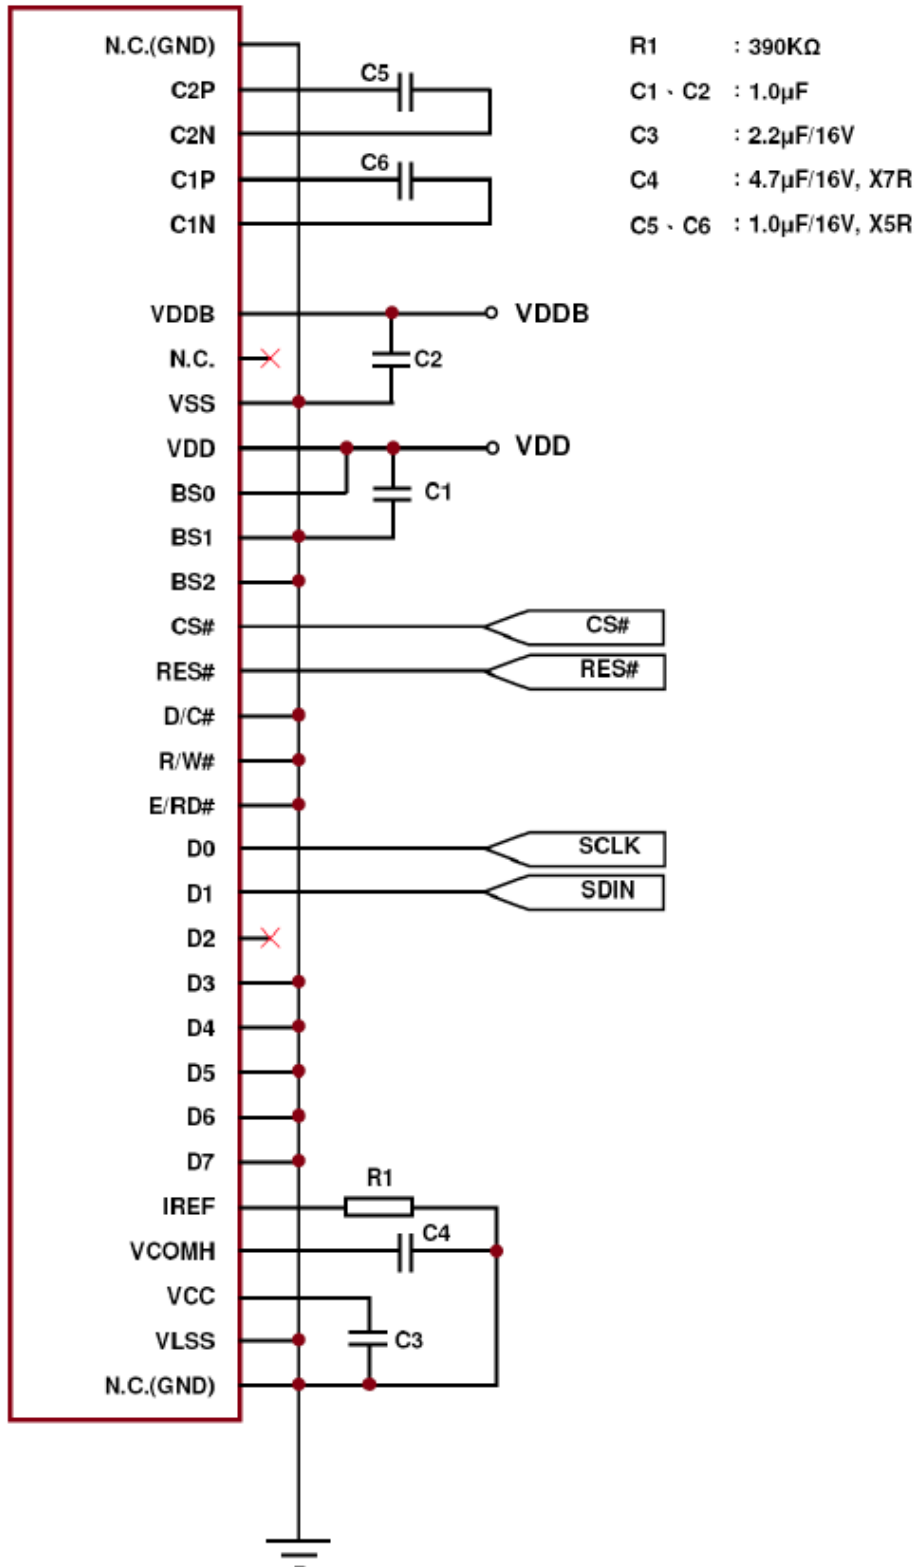 N.C.(GND)
C2P
C2N
C1P
C1N
VDDB
N.C.
VSS
VDD
BS0
BS1
BS2
CS#
RES#
D/C#
R/W#
E/RD#
D0
D1
D2
D3
D4
D5
D6
D7
IREF
VCOMH
VCC
VLSS
N.C.(GND)
C5
C6
VDDB
C2
VDD
C1
CS#
RES#
SCLK
SDIN
R1
C4
C3
R1 : 390KΩ
C1、C2 : 1.0μF
C3 : 2.2μF/16V
C4 : 4.7μF/16V, X7R
C5、C6 : 1.0μF/16V, X5R